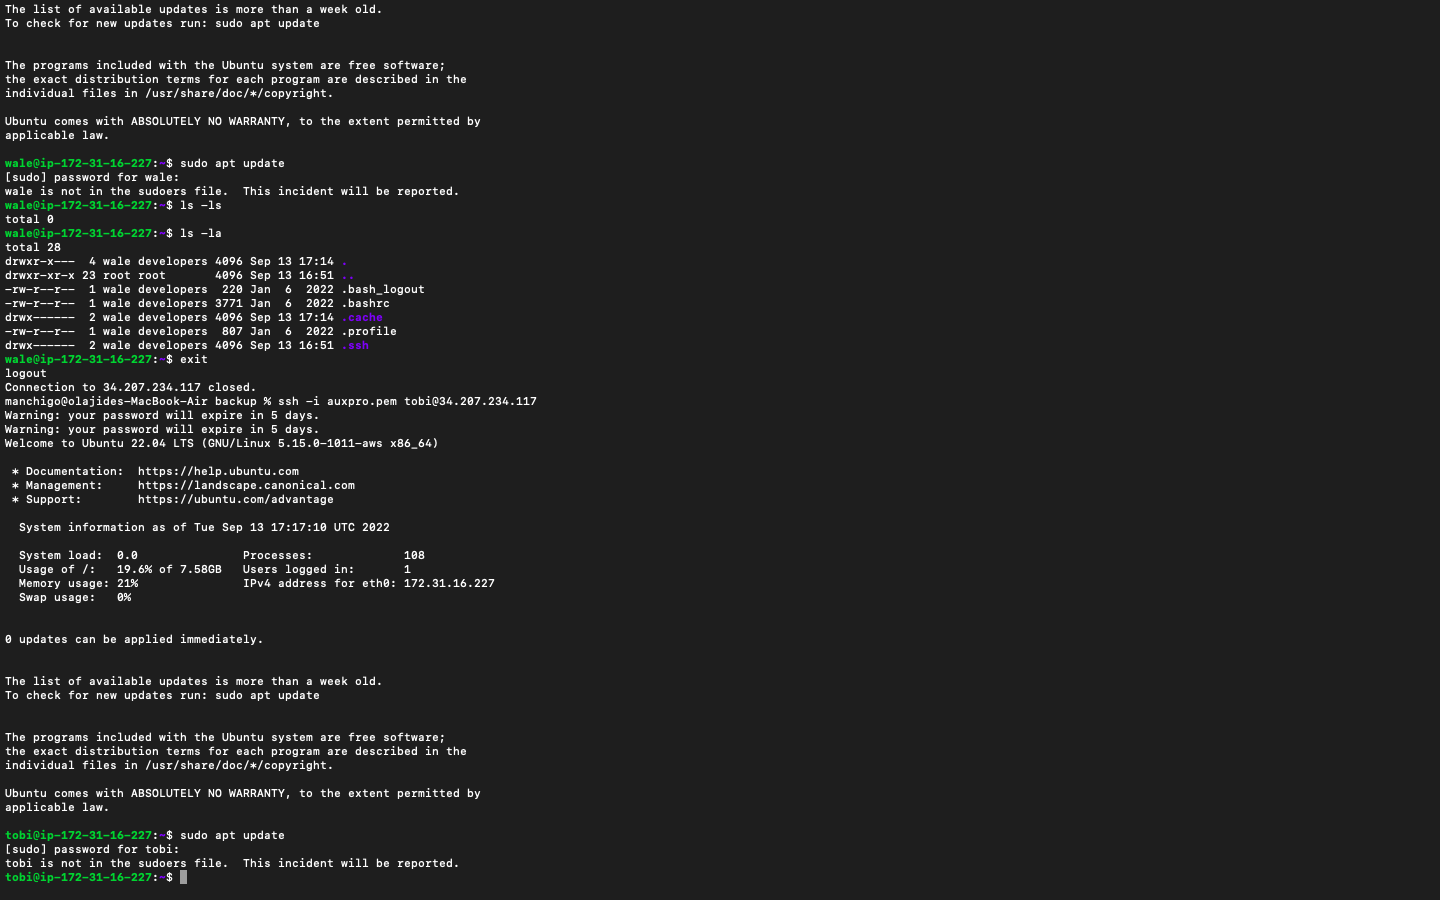 The list of available updates is more than a week old.
To check for new updates run: sudo apt update
The programs included with the Ubuntu system are free software;
the exact distribution terms for each program are described in the
individual files in /usr/share/doc/*/copyright.
Ubuntu comes with ABSOLUTELY NO WARRANTY, to the extent permitted by
applicable law.
wale@ip-172-31-16-227:~$ sudo apt update
[sudo] password for wale:
wale is not in the sudoers file.  This incident will be reported.
wale@ip-172-31-16-227:~$ ls -ls
total 0
wale@ip-172-31-16-227:~$ ls -la
total 28
drwxr-x---  4 wale developers 4096 Sep 13 17:14 .
drwxr-xr-x 23 root root       4096 Sep 13 16:51 ..
-rw-r--r--  1 wale developers  220 Jan  6  2022 .bash_logout
-rw-r--r--  1 wale developers 3771 Jan  6  2022 .bashrc
drwx------  2 wale developers 4096 Sep 13 17:14 .cache
-rw-r--r--  1 wale developers  807 Jan  6  2022 .profile
drwx------  2 wale developers 4096 Sep 13 16:51 .ssh
wale@ip-172-31-16-227:~$ exit
logout
Connection to 34.207.234.117 closed.
manchigo@olajides-MacBook-Air backup % ssh -i auxpro.pem tobi@34.207.234.117
Warning: your password will expire in 5 days.
Warning: your password will expire in 5 days.
Welcome to Ubuntu 22.04 LTS (GNU/Linux 5.15.0-1011-aws x86_64)
 * Documentation:  https://help.ubuntu.com
 * Management:     https://landscape.canonical.com
 * Support:        https://ubuntu.com/advantage
  System information as of Tue Sep 13 17:17:10 UTC 2022
  System load:  0.0               Processes:             108
  Usage of /:   19.6% of 7.58GB   Users logged in:       1
  Memory usage: 21%               IPv4 address for eth0: 172.31.16.227
  Swap usage:   0%
0 updates can be applied immediately.
The list of available updates is more than a week old.
To check for new updates run: sudo apt update
The programs included with the Ubuntu system are free software;
the exact distribution terms for each program are described in the
individual files in /usr/share/doc/*/copyright.
Ubuntu comes with ABSOLUTELY NO WARRANTY, to the extent permitted by
applicable law.
tobi@ip-172-31-16-227:~$ sudo apt update
[sudo] password for tobi:
tobi is not in the sudoers file.  This incident will be reported.
tobi@ip-172-31-16-227:~$